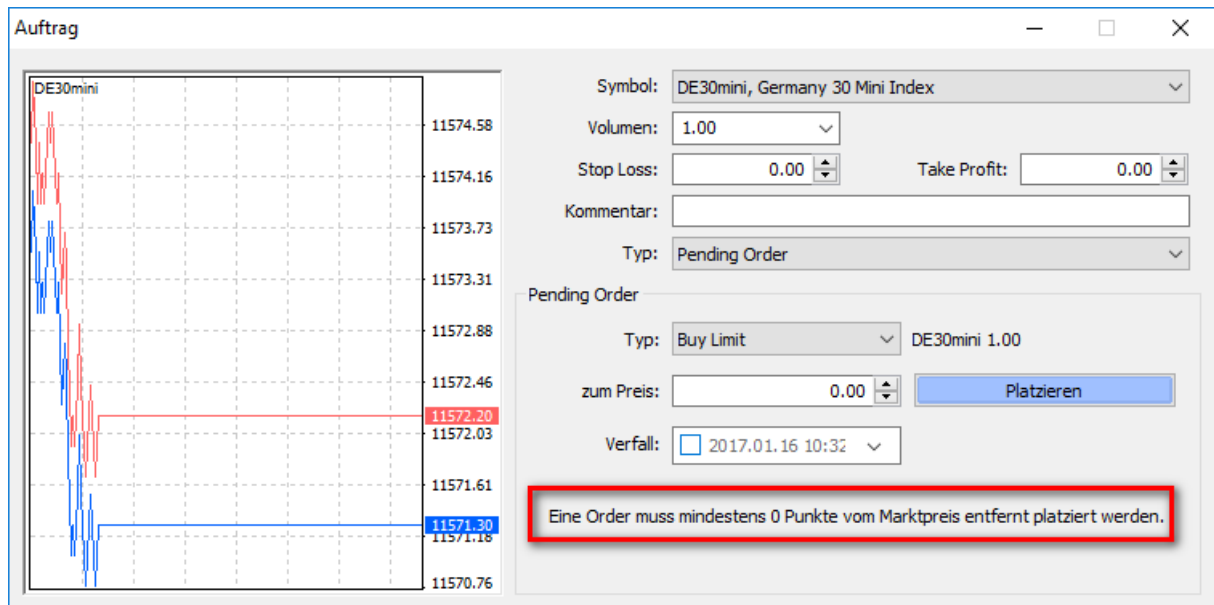 Auftrag
DE30mini
11574.58
11574.16
11573.73
11573.31
11572.88
11572.46
11572.20
11572.03
11571.61
11571.30
11571.18
11570.76
Symbol: DE30mini, Germany 30 Mini Index
Volumen: 1.00
Stop Loss: 0.00 Take Profit: 0.00
Kommentar:
Typ: Pending Order
Pending Order
Typ: Buy Limit DE30mini 1.00
zum Preis: 0.00 Platzieren
Verfall: 2017.01.16 10:32
Eine Order muss mindestens 0 Punkte vom Marktpreis entfernt platziert werden.